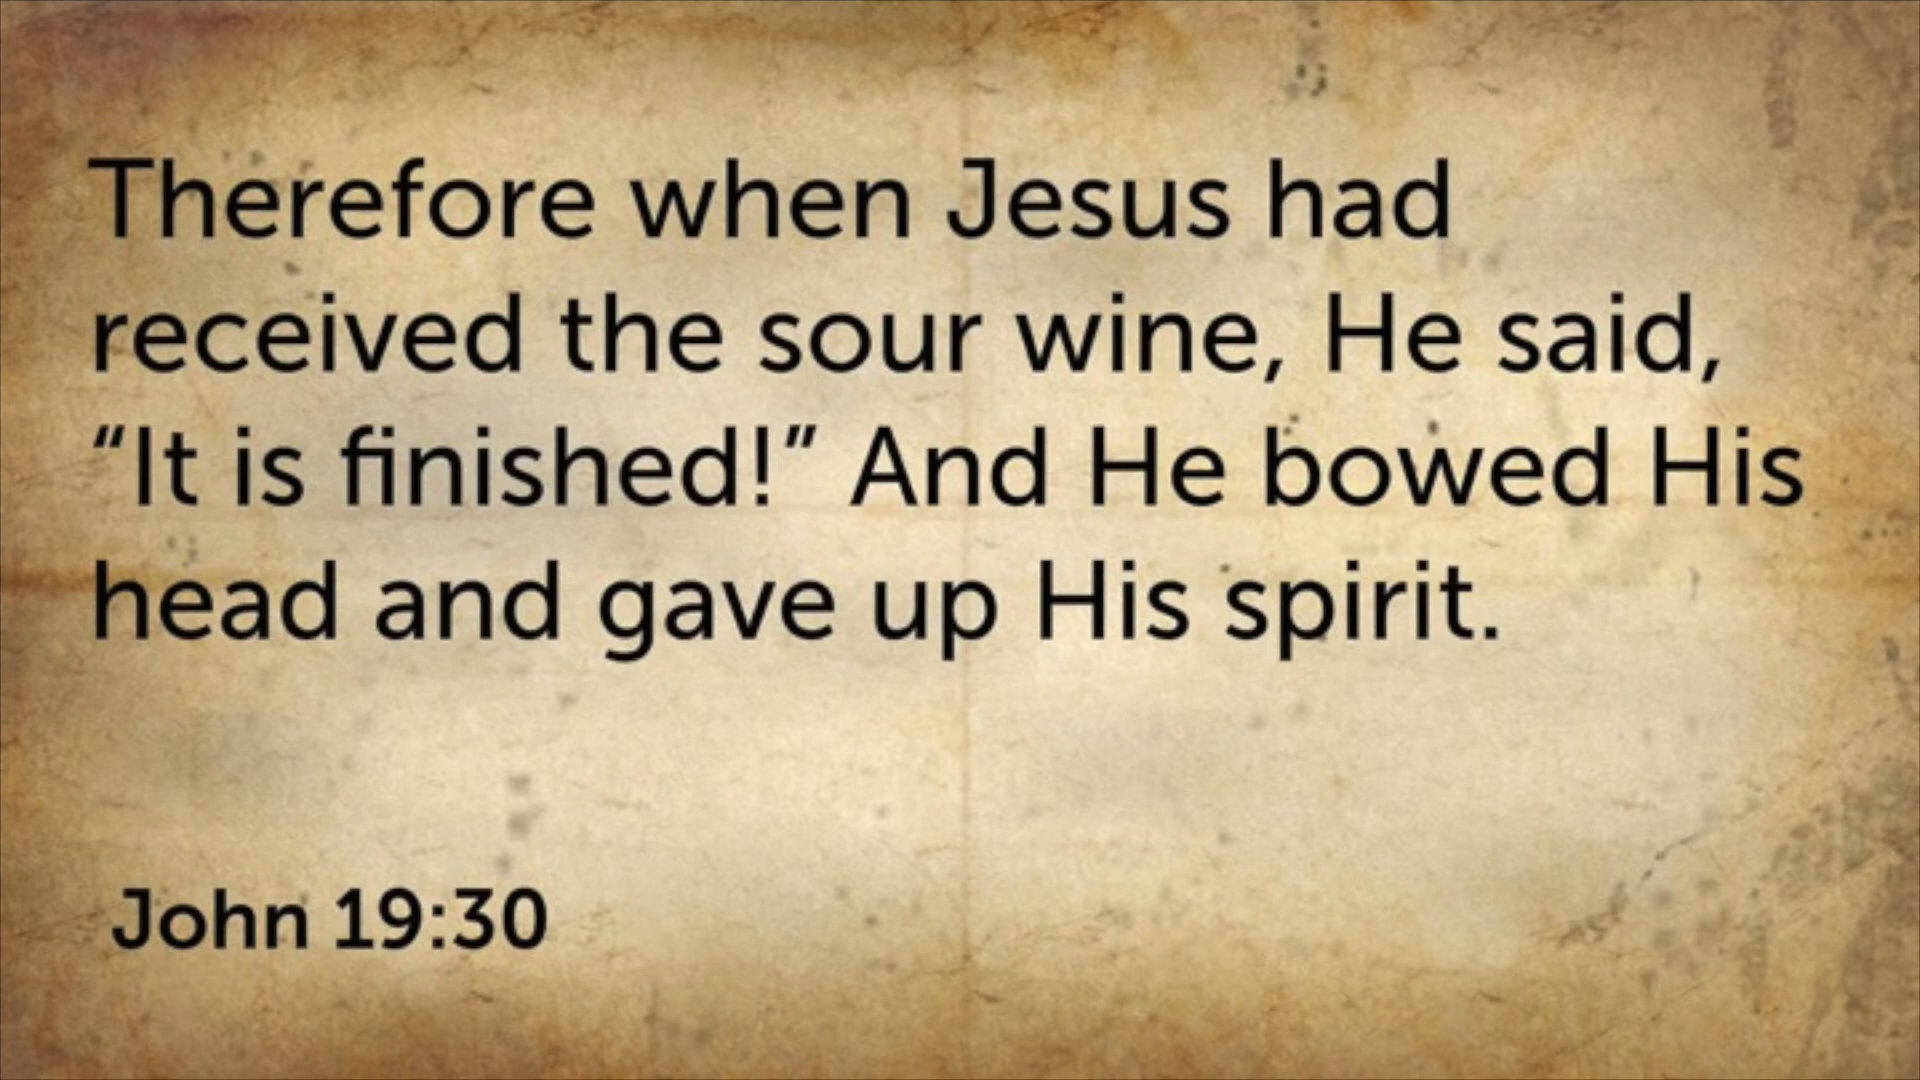 Therefore when Jesus had
received the sour wine, He said,
“It is finished!” And He bowed His
head and gave up His spirit.
John 19:30